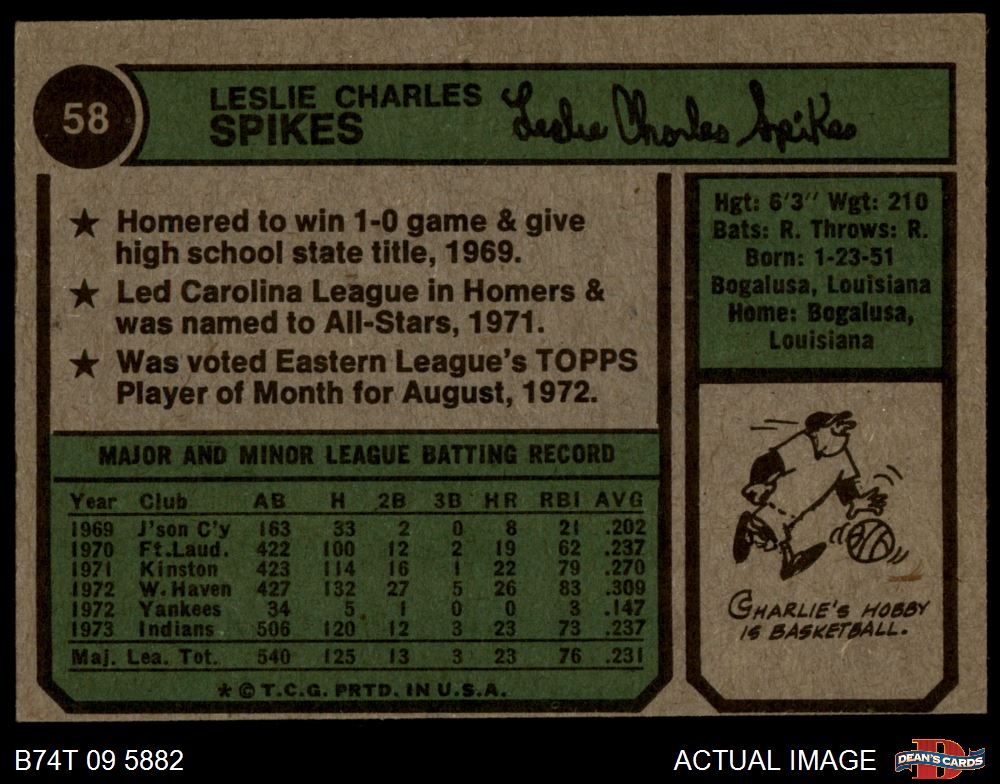 58
LESLIE CHARLES
SPIKES
Leslie Charles Spikes
★ Homered to win 1-0 game & give
high school state title, 1969.
★ Led Carolina League in Homers &
was named to All-Stars, 1971.
★ Was voted Eastern League's TOPPS
Player of Month for August, 1972.
Hgt: 6'3" Wgt: 210
Bats: R. Throws: R.
Born: 1-23-51
Bogalusa, Louisiana
Home: Bogalusa,
Louisiana
MAJOR AND MINOR LEAGUE BATTING RECORD
Year Club AB H 2B 3B HR RBI AVG
1969 J'son C'y 163 33 2 0 8 21 .202
1970 Ft.Laud. 422 100 12 2 19 62 .237
1971 Kinston 423 114 16 1 22 79 .270
1972 W.Haven 427 132 27 5 26 83 .309
1972 Yankees 34 5 1 0 0 3 .147
1973 Indians 506 120 12 3 23 73 .237
Maj. Lea. Tot. 540 125 13 3 23 76 .231
* © T.C.G. PRTD. IN U.S.A.
CHARLIE'S HOBBY
IS BASKETBALL.
B74T 09 5882
ACTUAL IMAGE
DEAN'S CARDS